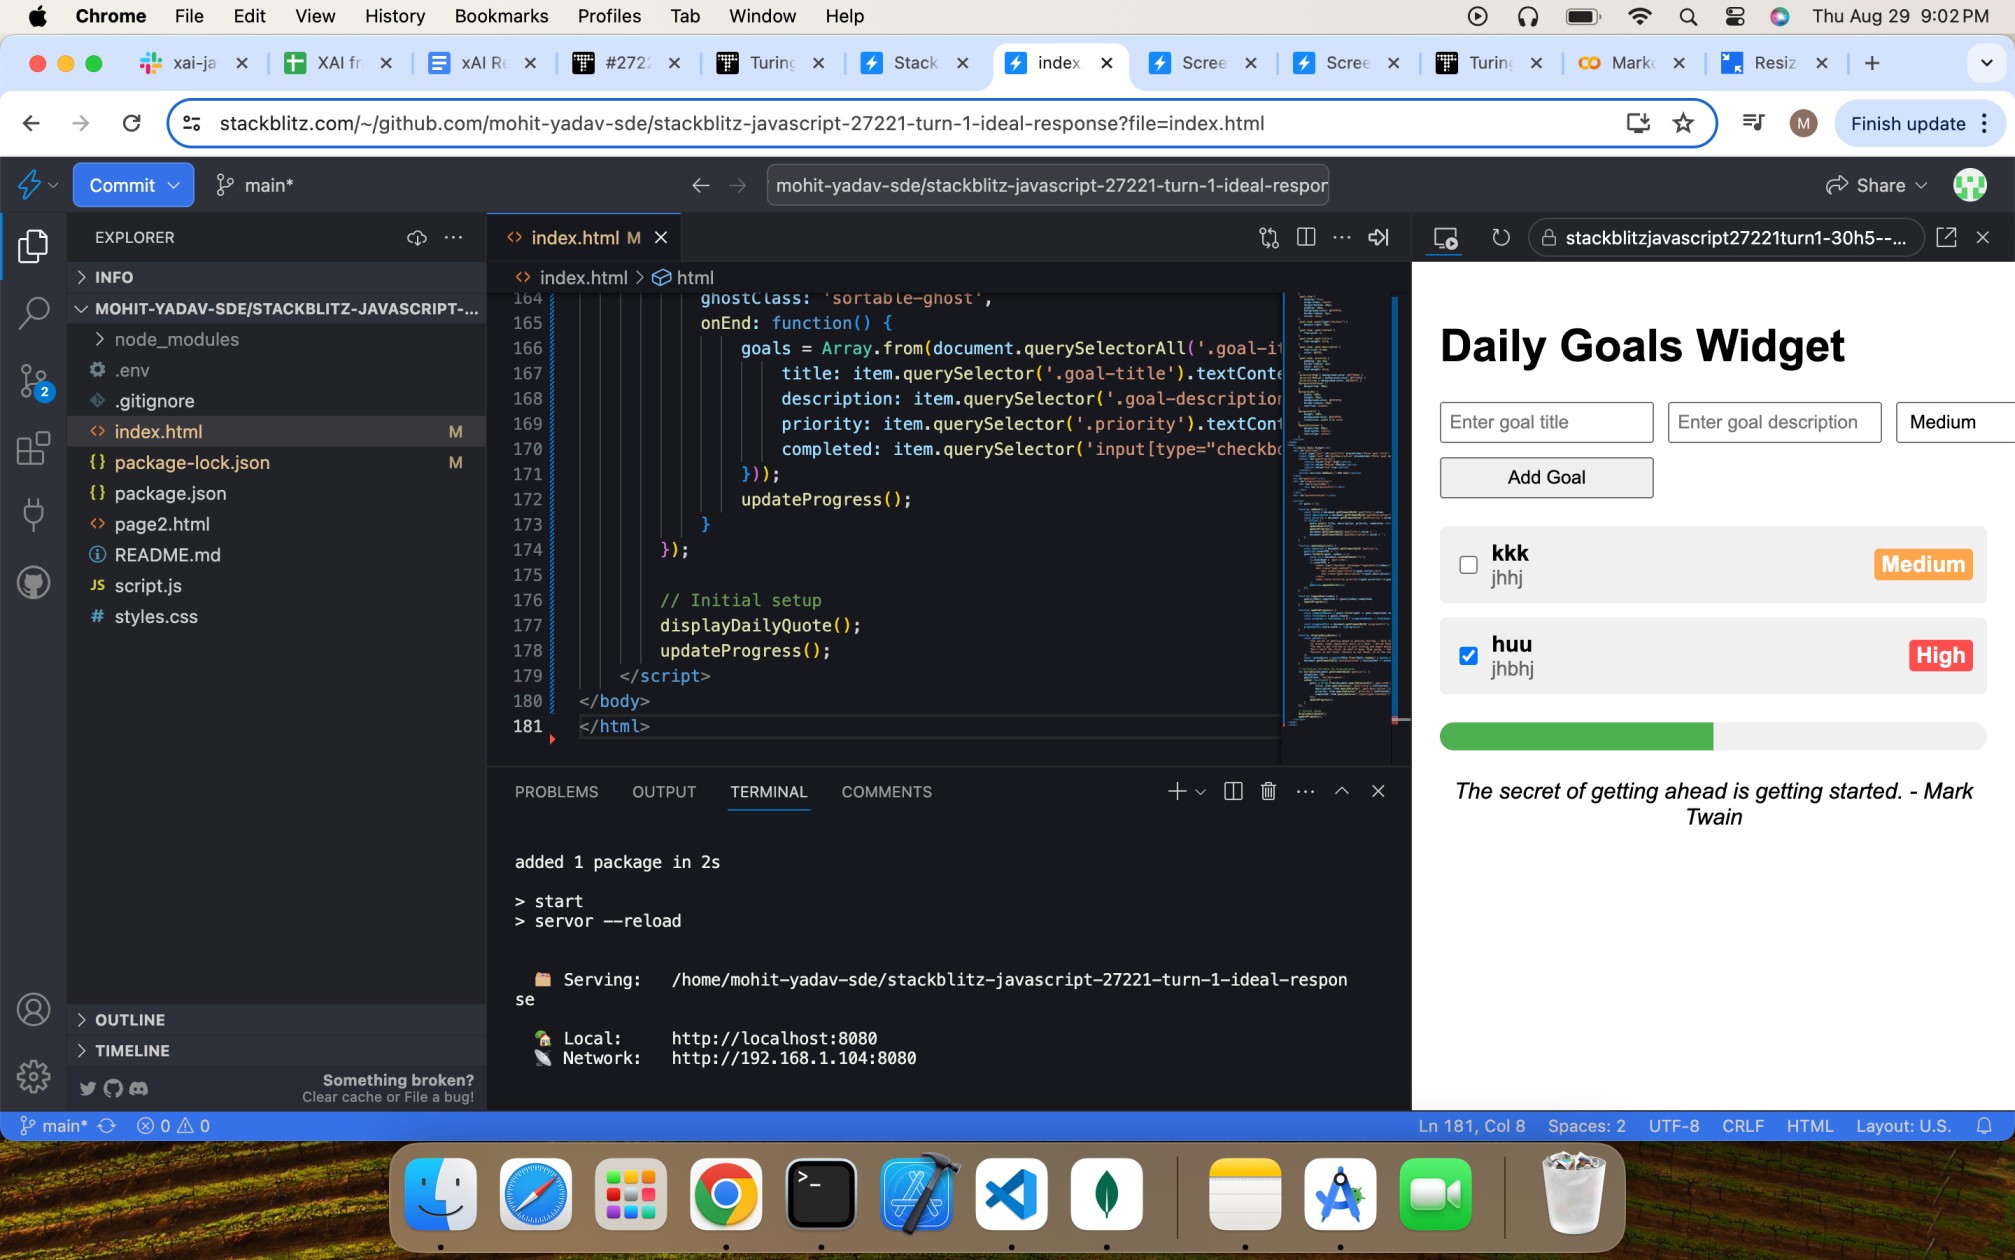 Chrome File Edit View History Bookmarks Profiles Tab Window Help Thu Aug 29 9:02 PM
xai-ja XAI fr xAI Re #272 Turing Stack index. Scree Scree Turing Mark Resiz
stackblitz.com/~/github.com/mohit-yadav-sde/stackblitz-javascript-27221-turn-1-ideal-response?file=index.html
M
Finish update
Commit
main*
mohit-yadav-sde/stackblitz-javascript-27221-turn-1-ideal-respor
Share
EXPLORER
INFO
MOHIT-YADAV-SDE/STACKBLITZ-JAVASCRIPT-...
node_modules
.env
.gitignore
2
<> index.html M
{} package-lock.json M
{} package.json
<> page2.html
README.md
JS script.js
# styles.css
OUTLINE
TIMELINE
Something broken?
Clear cache or File a bug!
<> index.html M
<> index.html > html
164 ghostClass: 'sortable-ghost',
165 onEnd: function() {
166 goals = Array.from(document.querySelectorAll('.goal-it
167 title: item.querySelector('.goal-title').textConte
168 description: item.querySelector('.goal-description
169 priority: item.querySelector('.priority').textCont
170 completed: item.querySelector('input[type="checkbo
171 }));
172 updateProgress();
173 }
174 });
175
176 // Initial setup
177 displayDailyQuote();
178 updateProgress();
179 </script>
180 </body>
181 </html>
PROBLEMS OUTPUT TERMINAL COMMENTS
added 1 package in 2s
> start
> servor --reload
Serving: /home/mohit-yadav-sde/stackblitz-javascript-27221-turn-1-ideal-respon
se
Local: http://localhost:8080
Network: http://192.168.1.104:8080
stackblitzjavascript27221turn1-30h5--...
Daily Goals Widget
Enter goal title Enter goal description Medium
Add Goal
kkk
jhhj
Medium
huu
jhbhj
High
The secret of getting ahead is getting started. - Mark
Twain
main* 0 0 Ln 181, Col 8 Spaces: 2 UTF-8 CRLF HTML Layout: U.S.